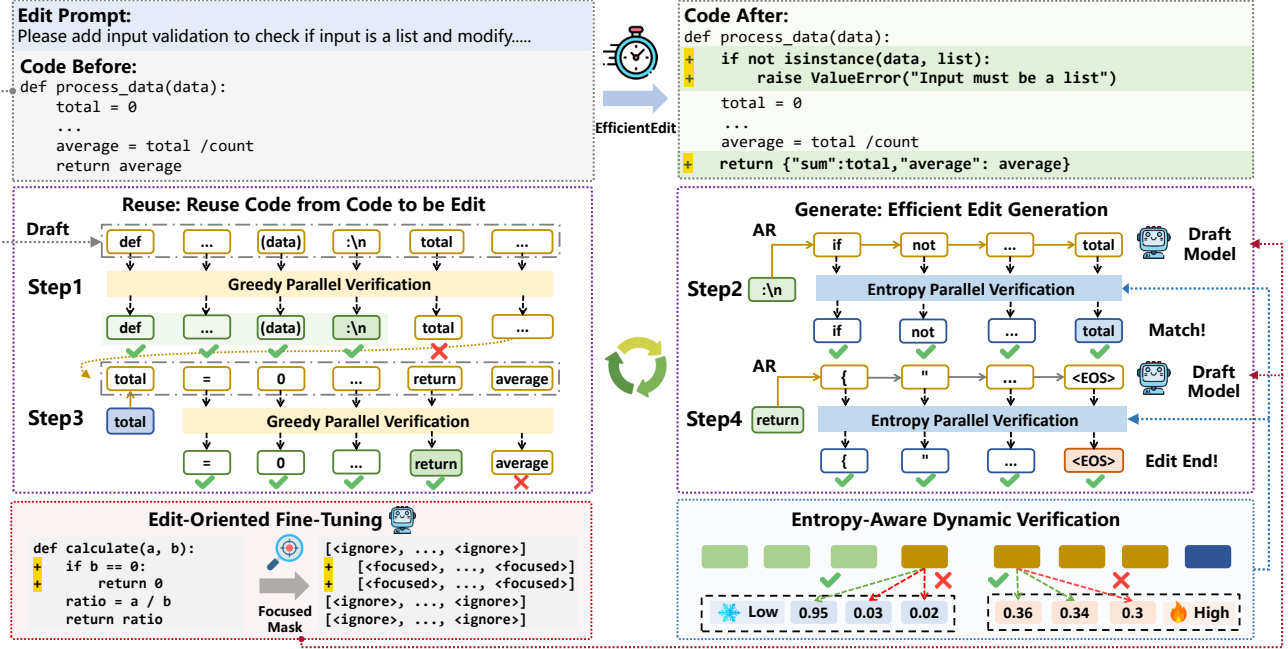 Edit Prompt:
Please add input validation to check if input is a list and modify.....
Code Before:
def process_data(data):
    total = 0
    ...
    average = total /count
    return average
EfficientEdit
Code After:
def process_data(data):
+    if not isinstance(data, list):
+        raise ValueError("Input must be a list")
    total = 0
    ...
    average = total /count
+    return {"sum":total,"average": average}
Reuse: Reuse Code from Code to be Edit
Draft
def ... (data) :\n total ...
Step1
Greedy Parallel Verification
def ... (data) :\n total ...
total = 0 ... return average
Step3
total
Greedy Parallel Verification
= 0 ... return average
Generate: Efficient Edit Generation
AR
if not ... total
Draft
Model
Step2
:\n
Entropy Parallel Verification
if not ... total
Match!
AR
{ " ... <EOS>
Draft
Model
Step4
return
Entropy Parallel Verification
{ " ... <EOS>
Edit End!
Edit-Oriented Fine-Tuning
def calculate(a, b):
+    if b == 0:
+        return 0
    ratio = a / b
    return ratio
Focused
Mask
[<ignore>, ..., <ignore>]
+    [<focused>, ..., <focused>]
+    [<focused>, ..., <focused>]
[<ignore>, ..., <ignore>]
[<ignore>, ..., <ignore>]
Entropy-Aware Dynamic Verification
Low 0.95 0.03 0.02
0.36 0.34 0.3 High